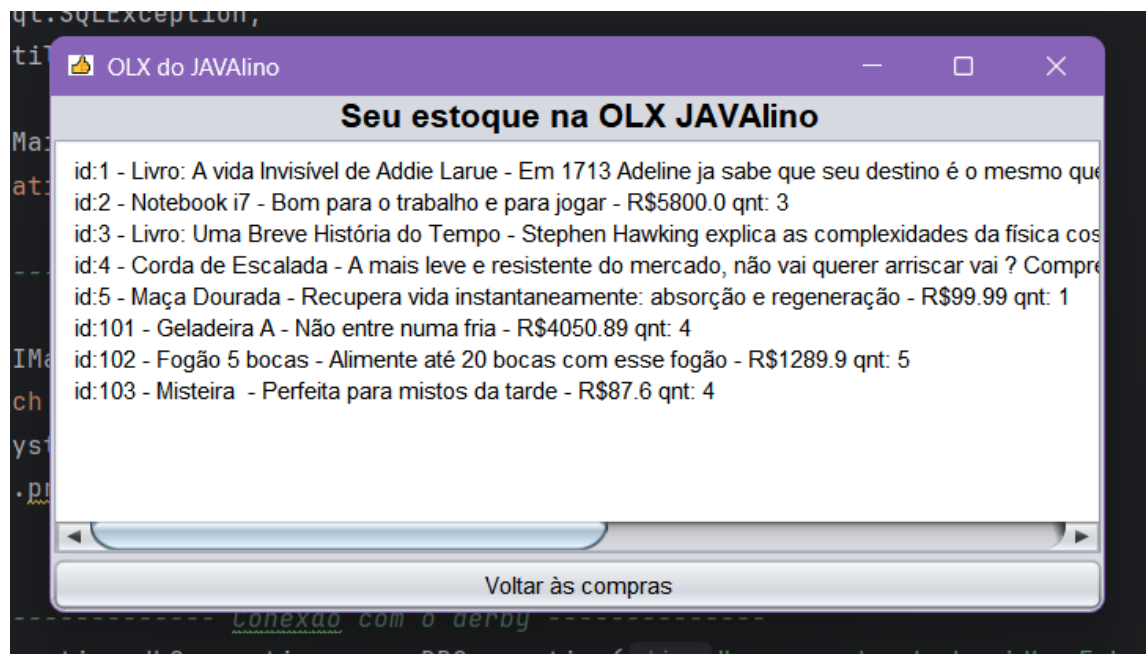 qt.SQLException,
OLX do JAVAlino
Seu estoque na OLX JAVAlino
id:1 - Livro: A vida Invisível de Addie Larue - Em 1713 Adeline ja sabe que seu destino é o mesmo que
id:2 - Notebook i7 - Bom para o trabalho e para jogar - R$5800.0 qnt: 3
id:3 - Livro: Uma Breve História do Tempo - Stephen Hawking explica as complexidades da física cos
id:4 - Corda de Escalada - A mais leve e resistente do mercado, não vai querer arriscar vai ? Compre
id:5 - Maça Dourada - Recupera vida instantaneamente: absorção e regeneração - R$99.99 qnt: 1
id:101 - Geladeira A - Não entre numa fria - R$4050.89 qnt: 4
id:102 - Fogão 5 bocas - Alimente até 20 bocas com esse fogão - R$1289.9 qnt: 5
id:103 - Misteira  - Perfeita para mistos da tarde - R$87.6 qnt: 4
Voltar às compras
------------- Conexão com o derby --------------